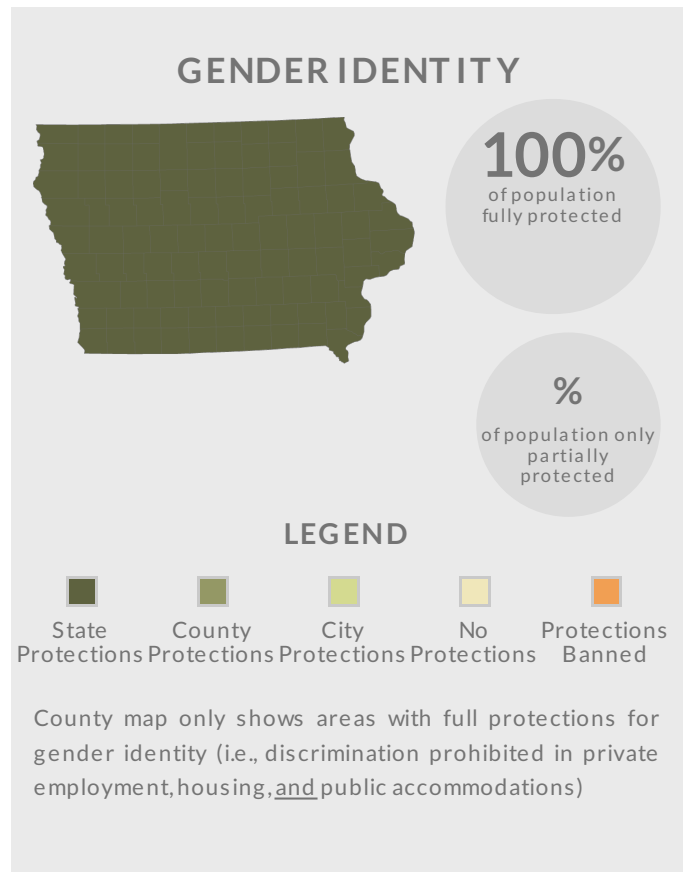 GENDER IDENTITY
100%
of population
fully protected
%
of population only
partially
protected
LEGEND
State
Protections
County
Protections
City
Protections
No
Protections
Protections
Banned
County map only shows areas with full protections for
gender identity (i.e., discrimination prohibited in private
employment, housing, and public accommodations)